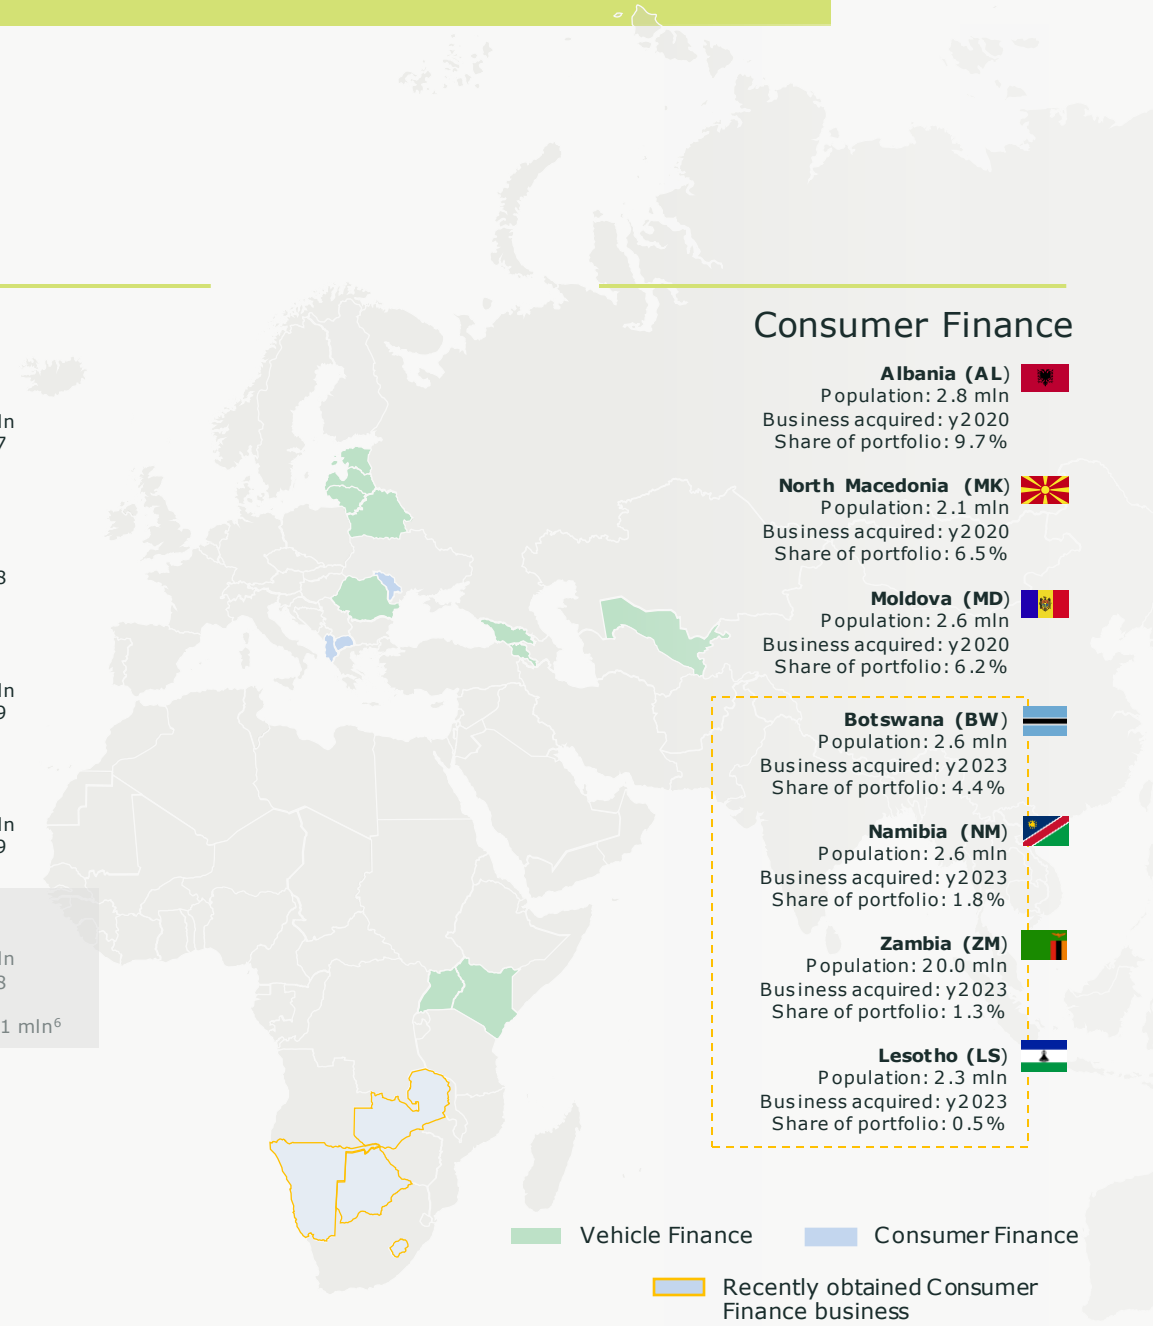 Consumer Finance
Albania (AL)
Population: 2.8 mln
Business acquired: y2020
Share of portfolio: 9.7%
North Macedonia (MK)
Population: 2.1 mln
Business acquired: y2020
Share of portfolio: 6.5%
Moldova (MD)
Population: 2.6 mln
Business acquired: y2020
Share of portfolio: 6.2%
Botswana (BW)
Population: 2.6 mln
Business acquired: y2023
Share of portfolio: 4.4%
Namibia (NM)
Population: 2.6 mln
Business acquired: y2023
Share of portfolio: 1.8%
Zambia (ZM)
Population: 20.0 mln
Business acquired: y2023
Share of portfolio: 1.3%
Lesotho (LS)
Population: 2.3 mln
Business acquired: y2023
Share of portfolio: 0.5%
1 mln⁶
Vehicle Finance
Consumer Finance
Recently obtained Consumer
Finance business